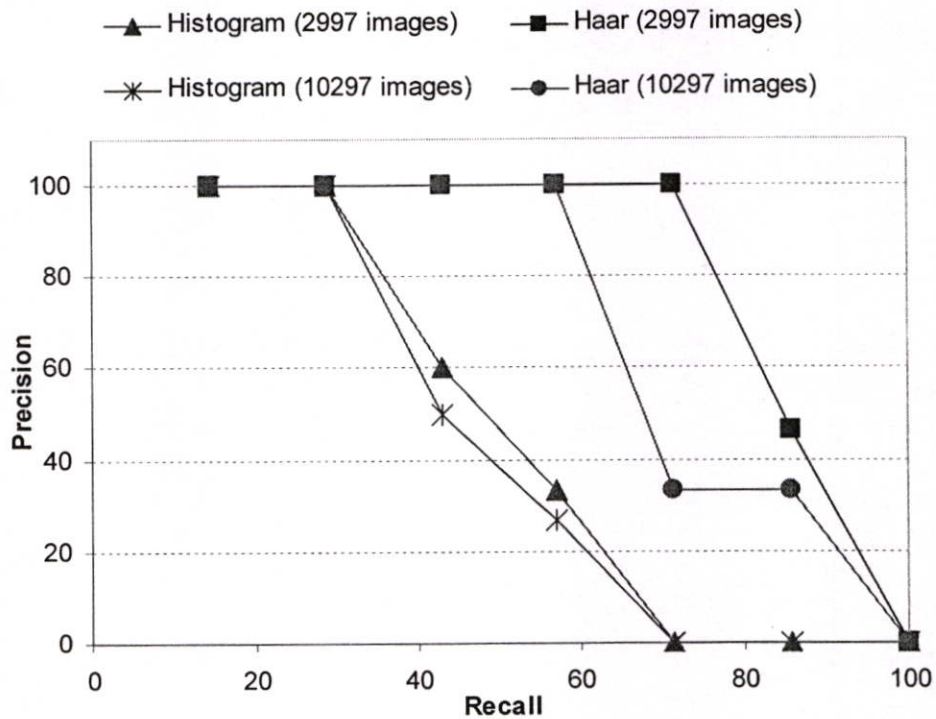 Histogram (2997 images) Haar (2997 images)
Histogram (10297 images) Haar (10297 images)
100
80
60
40
20
0
Precision
0 20 40 60 80 100
Recall